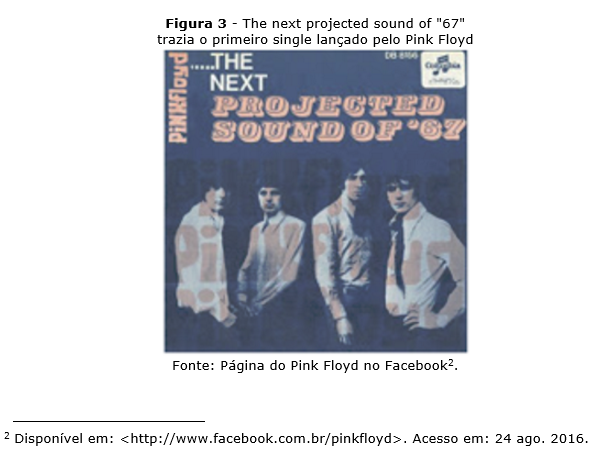 Figura 3 - The next projected sound of "67"
trazia o primeiro single lançado pelo Pink Floyd
PiNKfloyd
.....THE
NEXT
DB 8156
Columbia
PROJECTED
SOUND OF '67
Fonte: Página do Pink Floyd no Facebook².
² Disponível em: <http://www.facebook.com.br/pinkfloyd>. Acesso em: 24 ago. 2016.